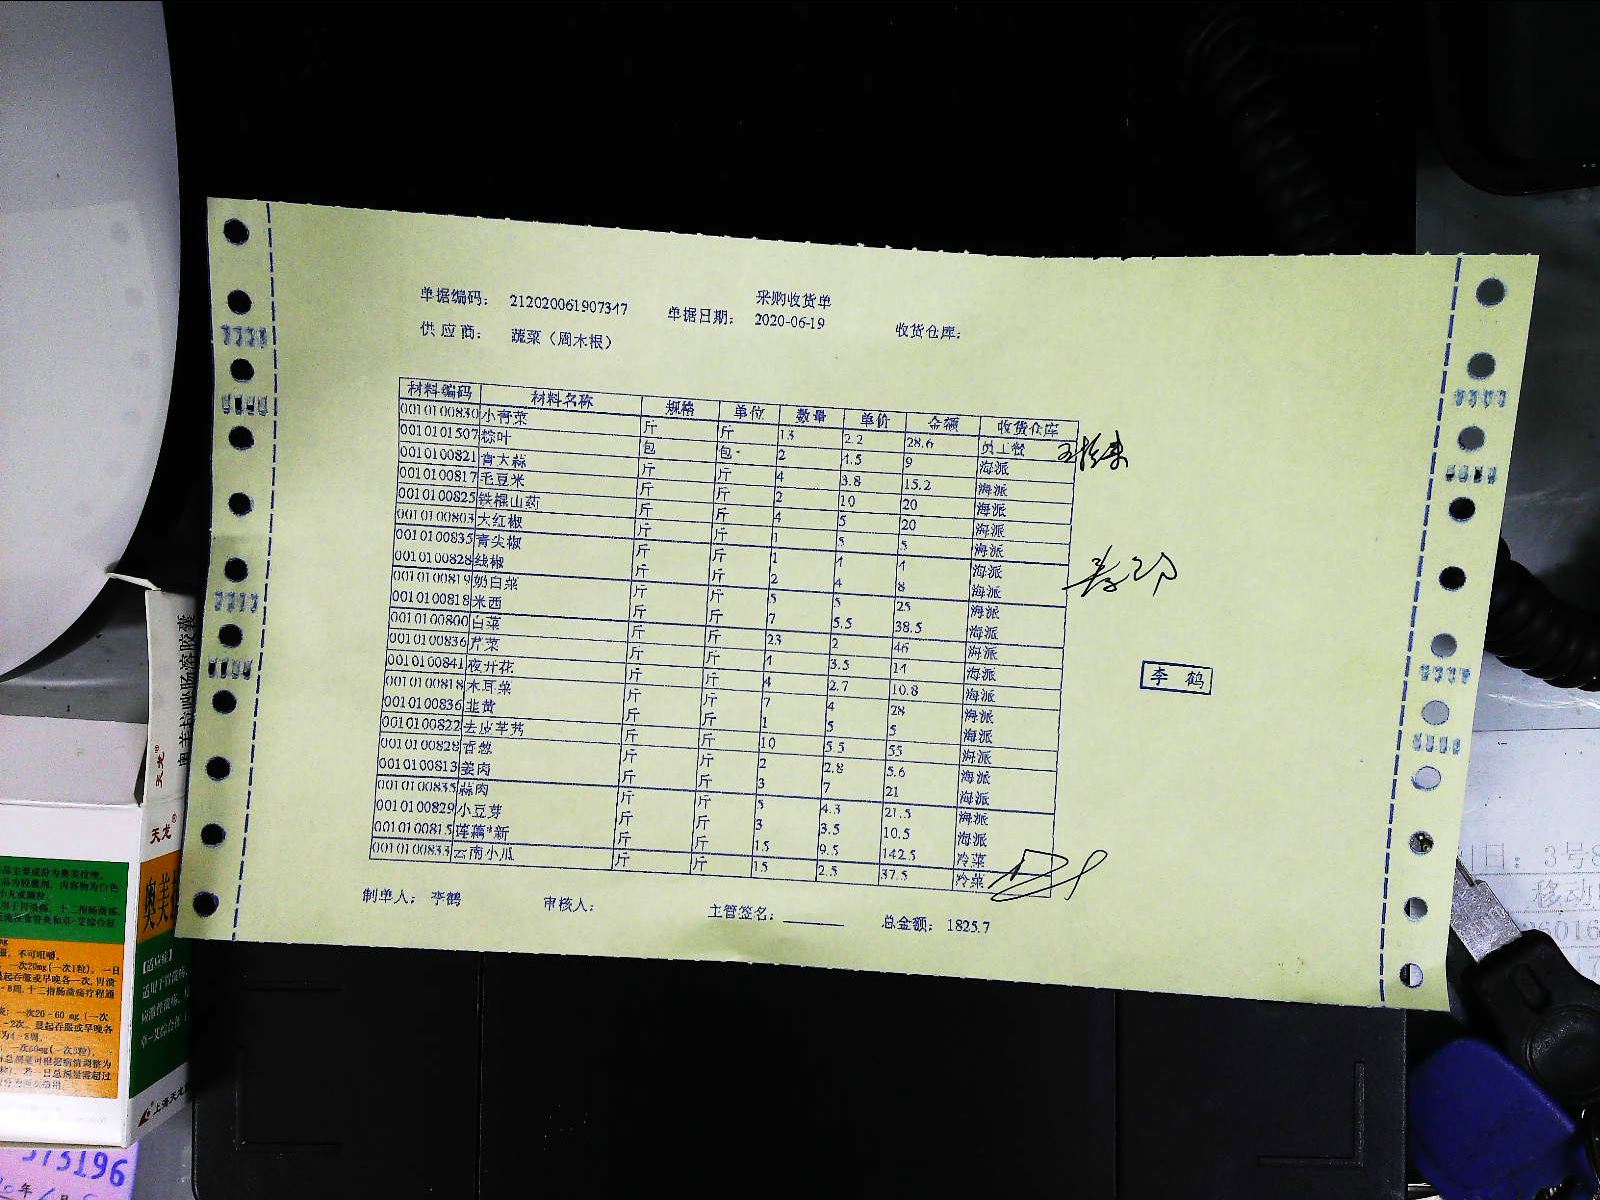 采购收货单
单据编码： 212020061907347 单据日期： 2020-06-19 收货仓库：
供应商： 蔬菜（周木根）
材料编码 材料名称 规格 单位 数量 单价 金额 收货仓库
0010100830 小青菜 斤 斤 13 2.2 28.6 员工餐
0010101507 粽叶 包 包 2 4.5 9 海派
0010100821 青大蒜 斤 斤 4 3.8 15.2 海派
0010100817 毛豆米 斤 斤 2 10 20 海派
0010100825 铁棍山药 斤 斤 4 5 20 海派
0010100803 大红椒 斤 斤 1 5 5 海派
0010100835 青尖椒 斤 斤 1 4 4 海派
0010100828 线椒 斤 斤 2 4 8 海派
0010100819 奶白菜 斤 斤 5 5 25 海派
0010100818 米西 斤 斤 7 5.5 38.5 海派
0010100800 白菜 斤 斤 23 2 46 海派
0010100836 芹菜 斤 斤 4 3.5 14 海派
0010100841 夜开花 斤 斤 4 2.7 10.8 海派
0010100818 木耳菜 斤 斤 7 4 28 海派
0010100836 韭黄 斤 斤 1 5 5 海派
0010100822 去皮芋艿 斤 斤 10 5.5 55 海派
0010100828 香葱 斤 斤 2 2.8 5.6 海派
0010100813 姜肉 斤 斤 3 7 21 海派
0010100835 蒜肉 斤 斤 5 4.3 21.5 海派
0010100829 小豆芽 斤 斤 3 3.5 10.5 海派
0010100815 莲藕*新 斤 斤 15 9.5 142.5 冷菜
0010100833 云南小瓜 斤 斤 15 2.5 37.5 冷菜
李 鹤
制单人： 李鹤 审核人： 主管签名： 总金额： 1825.7
天龙®
奥美
【适应症】
上海天龙
373196
3号
移动